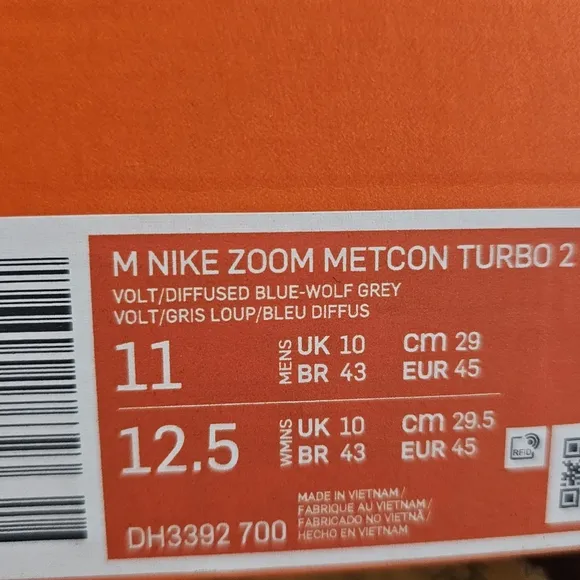 M NIKE ZOOM METCON TURBO 2
VOLT/DIFFUSED BLUE-WOLF GREY
VOLT/GRIS LOUP/BLEU DIFFUS
11 MENS UK 10 cm 29
BR 43 EUR 45
12.5 WMNS UK 10 cm 29.5
BR 43 EUR 45
RFID
MADE IN VIETNAM /
FABRIQUE AU VIETNAM /
FABRICADO NO VIETNÃ /
HECHO EN VIETNAM
DH3392 700